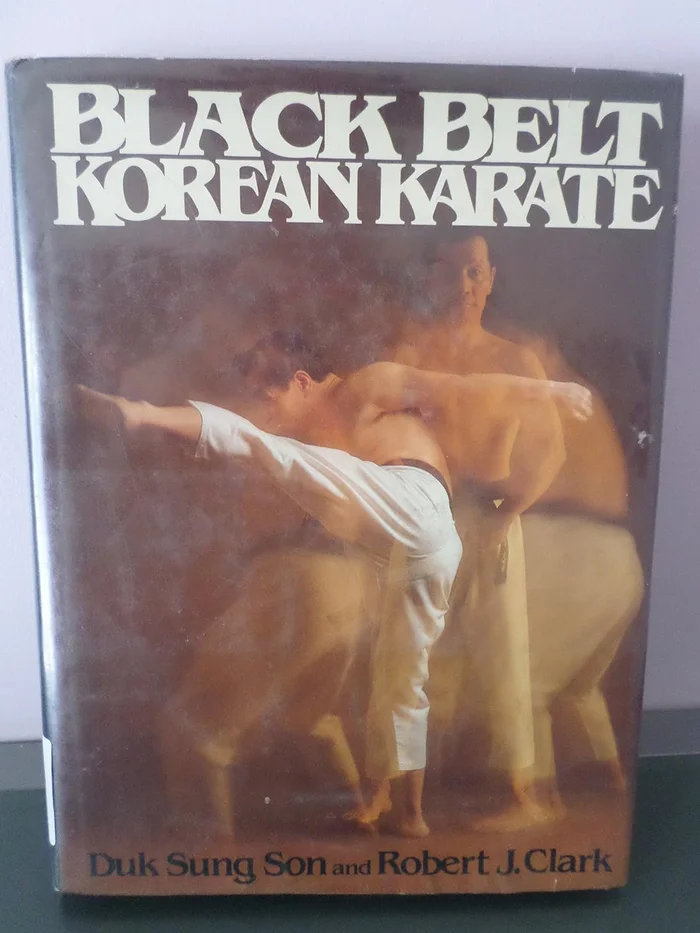 BLACK BELT
KOREAN KARATE
Duk Sung Son and Robert J. Clark